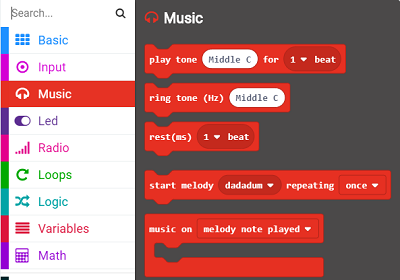 Search...
Basic
Input
Music
Led
Radio
Loops
Logic
Variables
Math
Music
play tone Middle C for 1 beat
ring tone (Hz) Middle C
rest(ms) 1 beat
start melody dadadum repeating once
music on melody note played